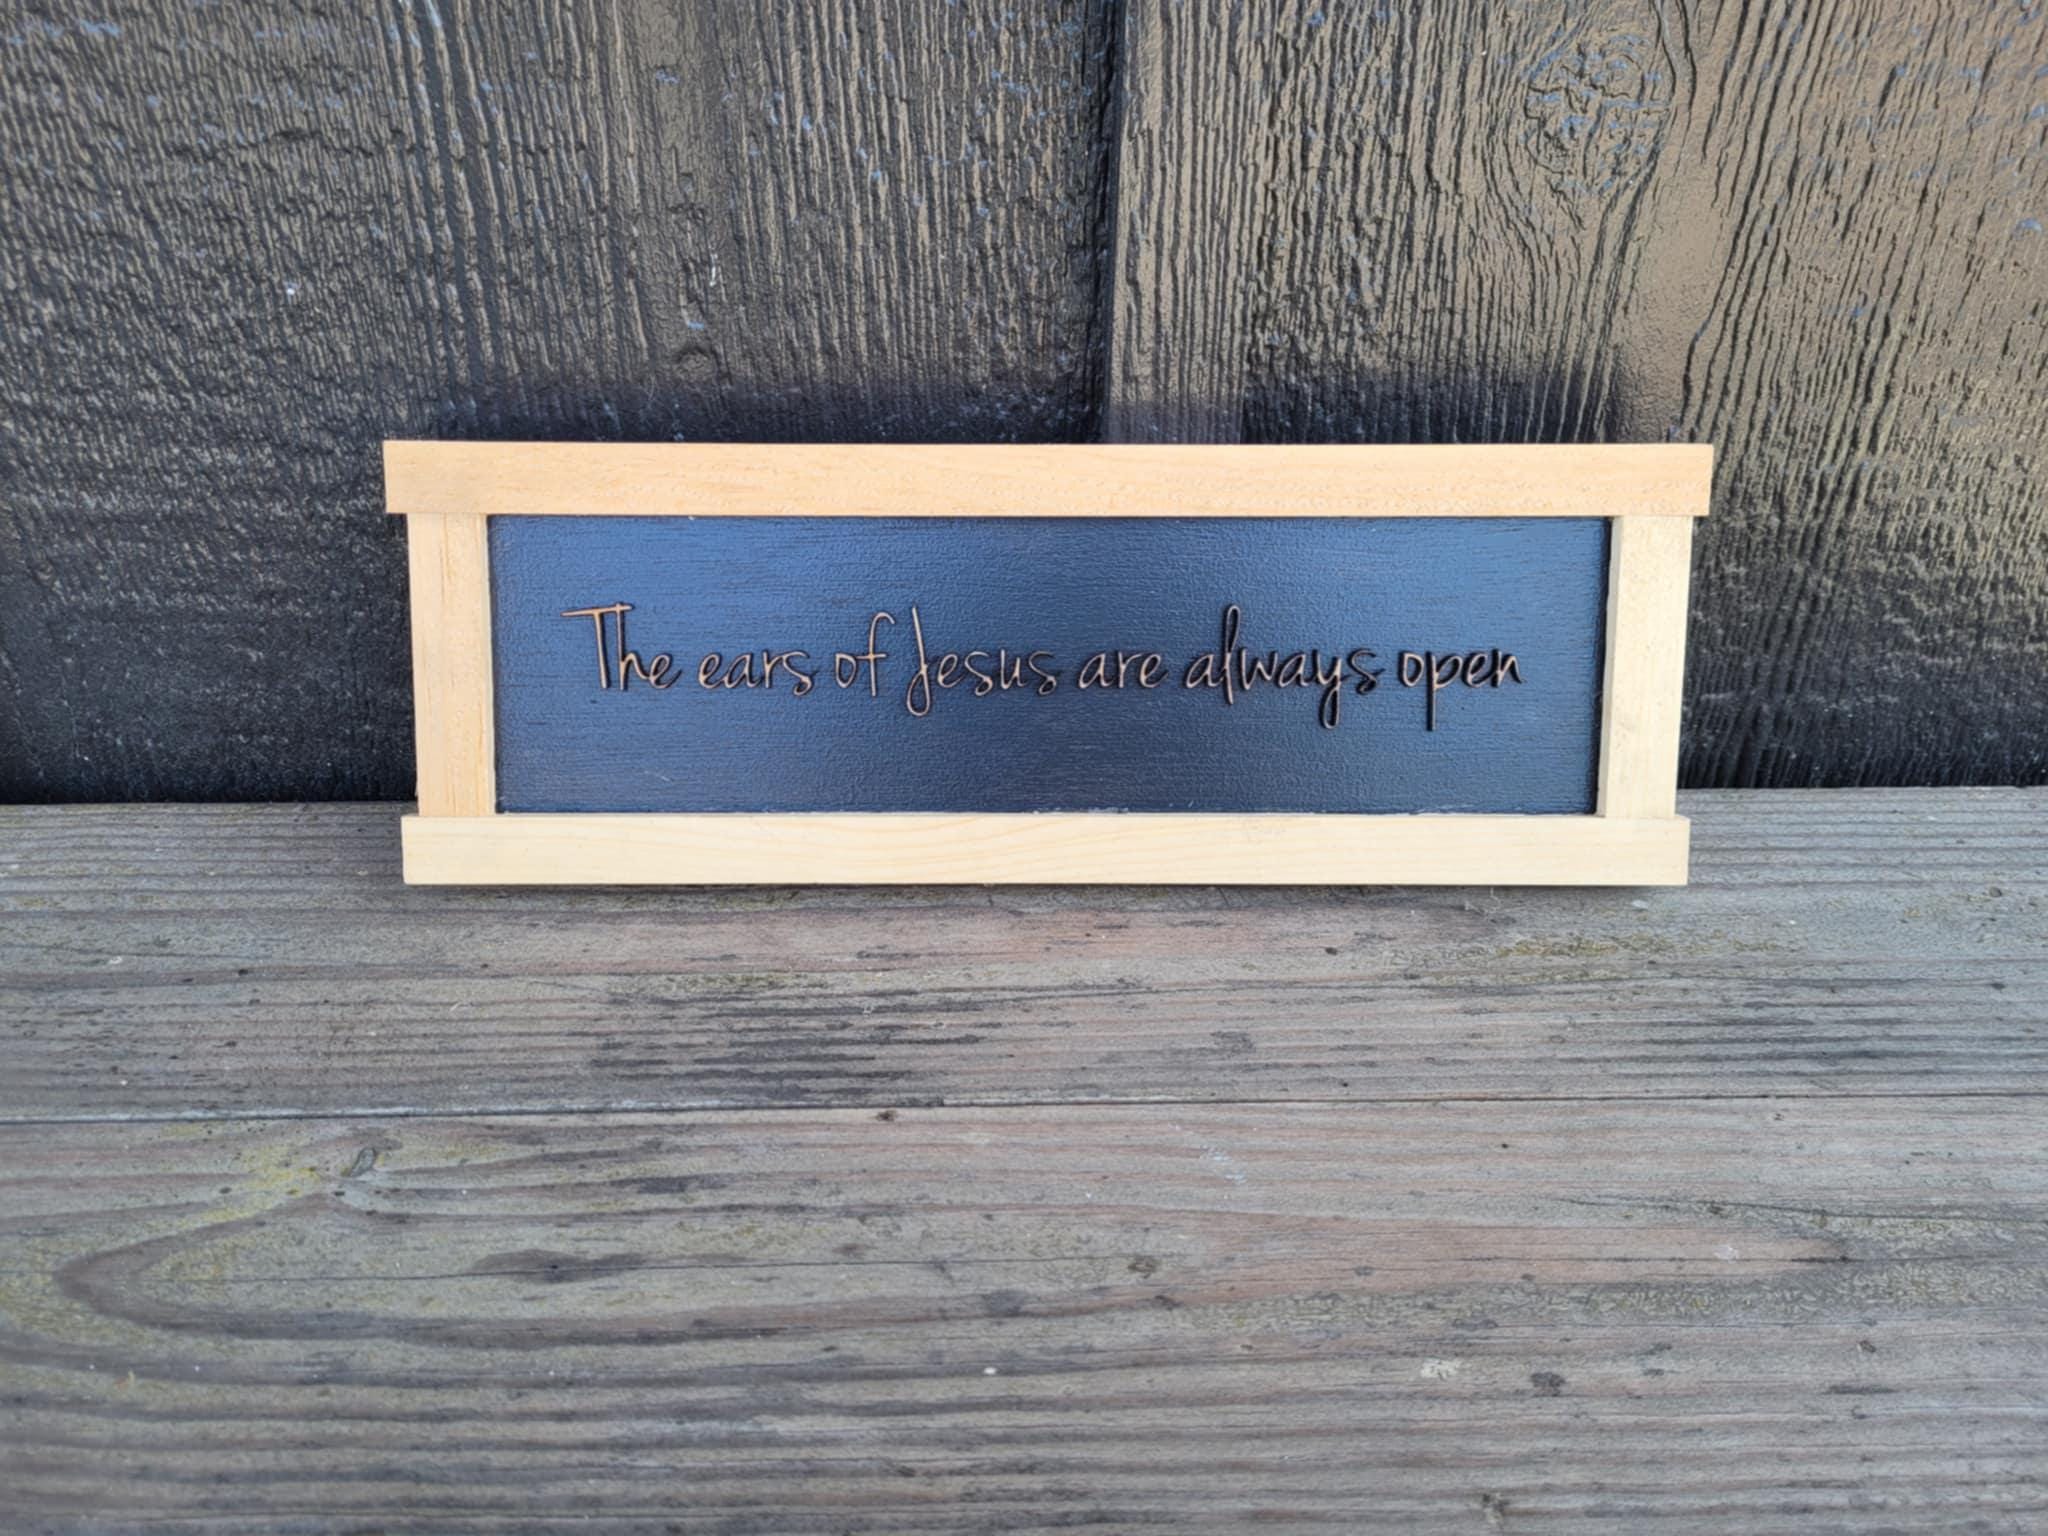 The ears of Jesus are always open